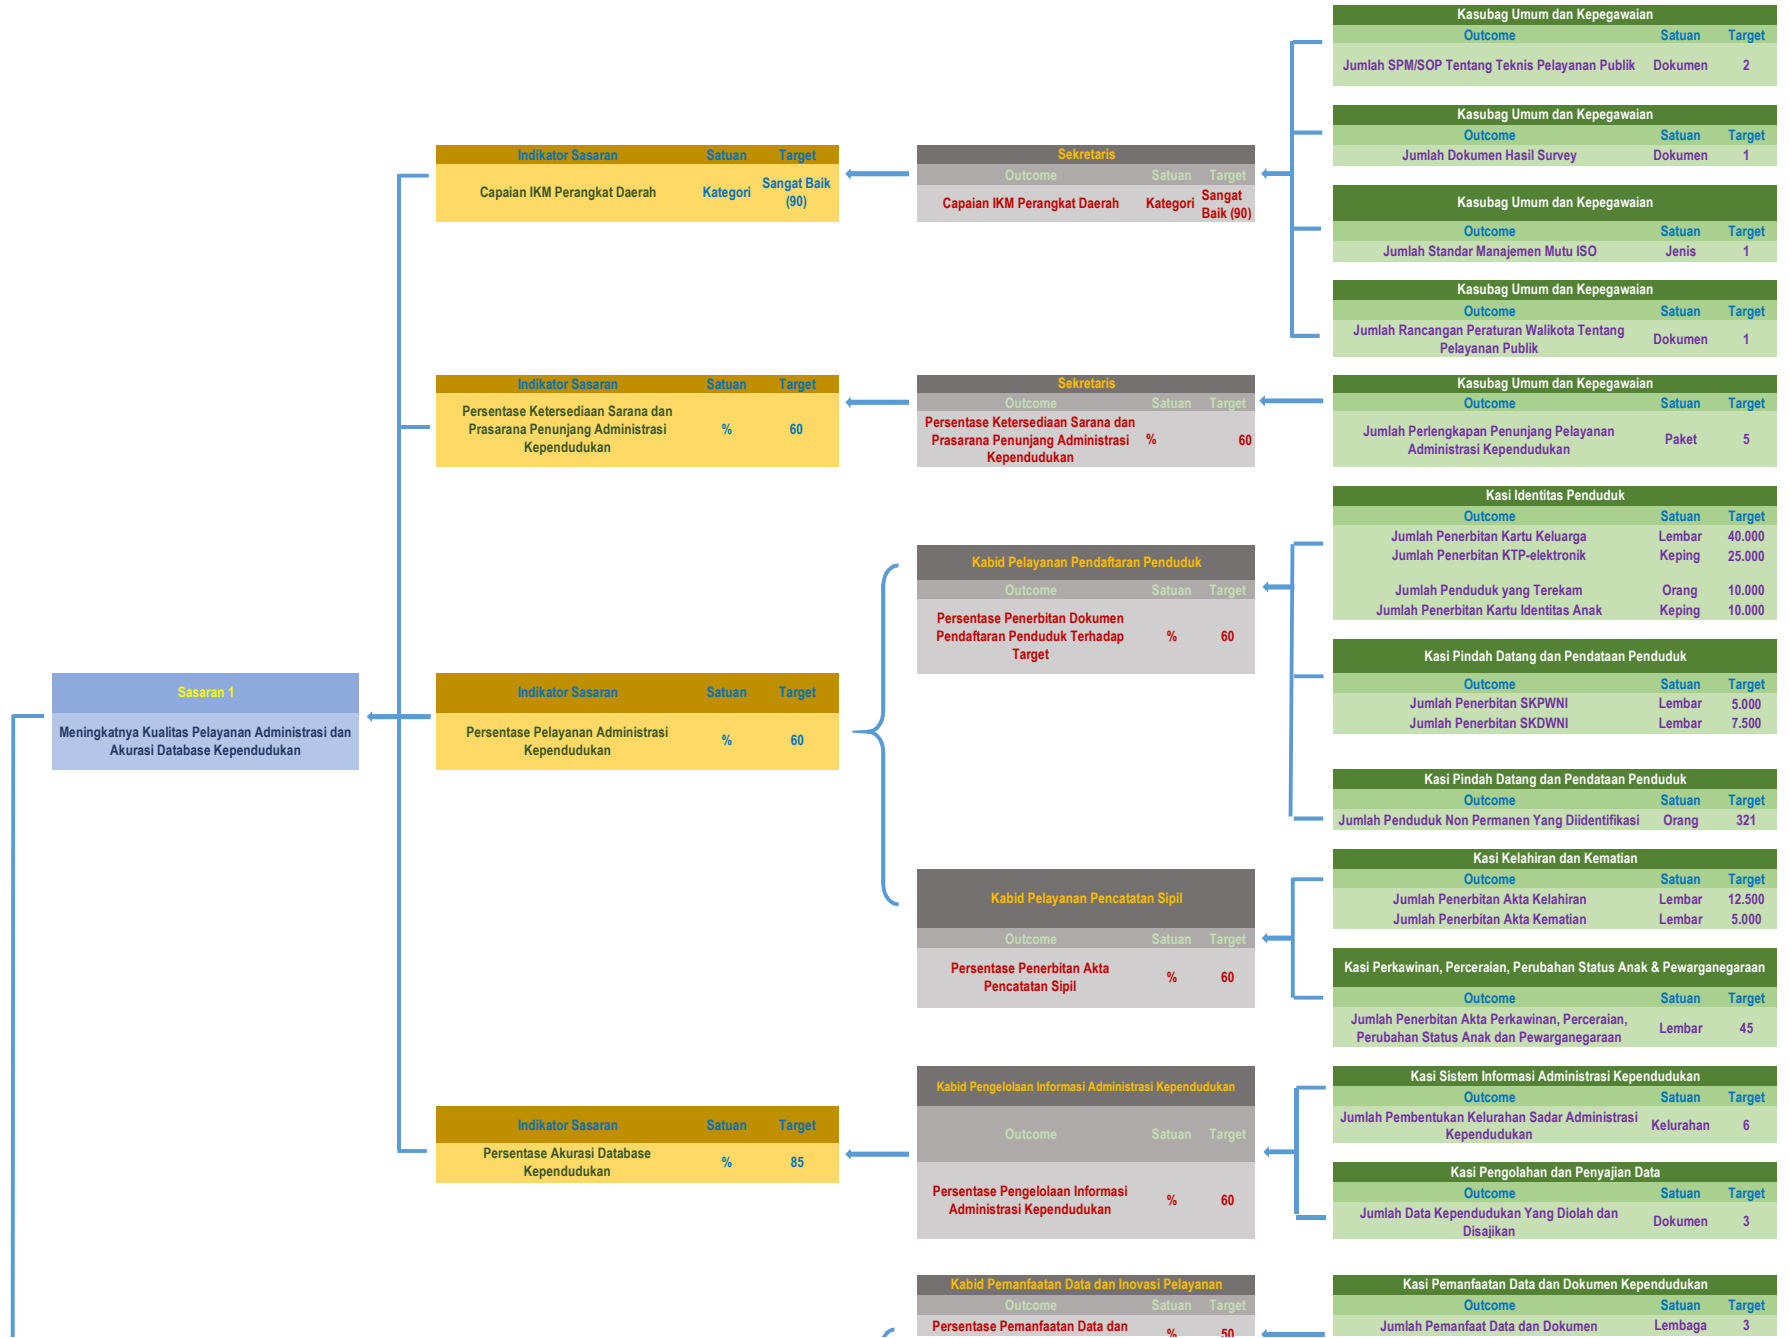 Sasaran 1
Meningkatnya Kualitas Pelayanan Administrasi dan
Akurasi Database Kependudukan
Indikator Sasaran Satuan Target
Capaian IKM Perangkat Daerah Kategori Sangat Baik
(90)
Indikator Sasaran Satuan Target
Persentase Ketersediaan Sarana dan
Prasarana Penunjang Administrasi % 60
Kependudukan
Indikator Sasaran Satuan Target
Persentase Pelayanan Administrasi
Kependudukan % 60
Indikator Sasaran Satuan Target
Persentase Akurasi Database
Kependudukan % 85
Sekretaris
Outcome Satuan Target
Capaian IKM Perangkat Daerah Kategori Sangat
Baik (90)
Sekretaris
Outcome Satuan Target
Persentase Ketersediaan Sarana dan
Prasarana Penunjang Administrasi % 60
Kependudukan
Kabid Pelayanan Pendaftaran Penduduk
Outcome Satuan Target
Persentase Penerbitan Dokumen
Pendaftaran Penduduk Terhadap % 60
Target
Kabid Pelayanan Pencatatan Sipil
Outcome Satuan Target
Persentase Penerbitan Akta
Pencatatan Sipil % 60
Kabid Pengelolaan Informasi Administrasi Kependudukan
Outcome Satuan Target
Persentase Pengelolaan Informasi
Administrasi Kependudukan % 60
Kabid Pemanfaatan Data dan Inovasi Pelayanan
Outcome Satuan Target
Persentase Pemanfaatan Data dan % 50
Kasubag Umum dan Kepegawaian
Outcome Satuan Target
Jumlah SPM/SOP Tentang Teknis Pelayanan Publik Dokumen 2
Kasubag Umum dan Kepegawaian
Outcome Satuan Target
Jumlah Dokumen Hasil Survey Dokumen 1
Kasubag Umum dan Kepegawaian
Outcome Satuan Target
Jumlah Standar Manajemen Mutu ISO Jenis 1
Kasubag Umum dan Kepegawaian
Outcome Satuan Target
Jumlah Rancangan Peraturan Walikota Tentang
Pelayanan Publik Dokumen 1
Kasubag Umum dan Kepegawaian
Outcome Satuan Target
Jumlah Perlengkapan Penunjang Pelayanan
Administrasi Kependudukan Paket 5
Kasi Identitas Penduduk
Outcome Satuan Target
Jumlah Penerbitan Kartu Keluarga Lembar 40.000
Jumlah Penerbitan KTP-elektronik Keping 25.000
Jumlah Penduduk yang Terekam Orang 10.000
Jumlah Penerbitan Kartu Identitas Anak Keping 10.000
Kasi Pindah Datang dan Pendataan Penduduk
Outcome Satuan Target
Jumlah Penerbitan SKPWNI Lembar 5.000
Jumlah Penerbitan SKDWNI Lembar 7.500
Kasi Pindah Datang dan Pendataan Penduduk
Outcome Satuan Target
Jumlah Penduduk Non Permanen Yang Diidentifikasi Orang 321
Kasi Kelahiran dan Kematian
Outcome Satuan Target
Jumlah Penerbitan Akta Kelahiran Lembar 12.500
Jumlah Penerbitan Akta Kematian Lembar 5.000
Kasi Perkawinan, Perceraian, Perubahan Status Anak & Pewarganegaraan
Outcome Satuan Target
Jumlah Penerbitan Akta Perkawinan, Perceraian,
Perubahan Status Anak dan Pewarganegaraan Lembar 45
Kasi Sistem Informasi Administrasi Kependudukan
Outcome Satuan Target
Jumlah Pembentukan Kelurahan Sadar Administrasi
Kependudukan Kelurahan 6
Kasi Pengolahan dan Penyajian Data
Outcome Satuan Target
Jumlah Data Kependudukan Yang Diolah dan
Disajikan Dokumen 3
Kasi Pemanfaatan Data dan Dokumen Kependudukan
Outcome Satuan Target
Jumlah Pemanfaat Data dan Dokumen Lembaga 3